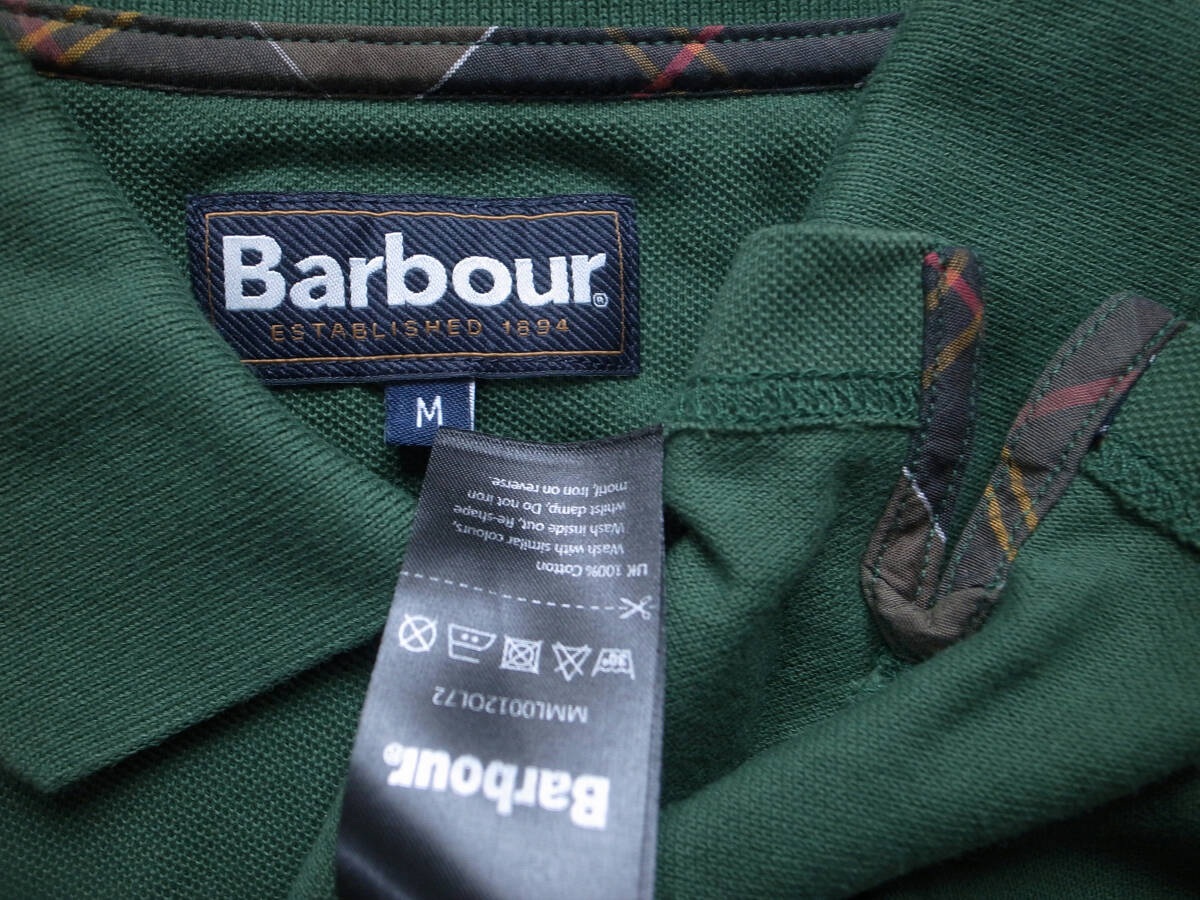 Barbour®
ESTABLISHED 1894
M
Barbour®
MML0012OL72
30°
UK 100% Cotton
Wash with similar colours,
Wash inside out, Re-shape
whilst damp, Do not iron
motif, Iron on reverse.